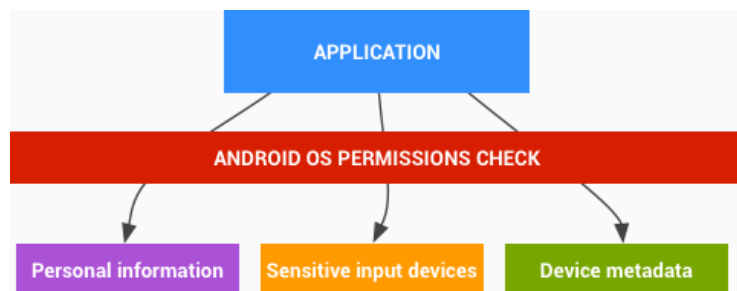 APPLICATION
ANDROID OS PERMISSIONS CHECK
Personal information
Sensitive input devices
Device metadata